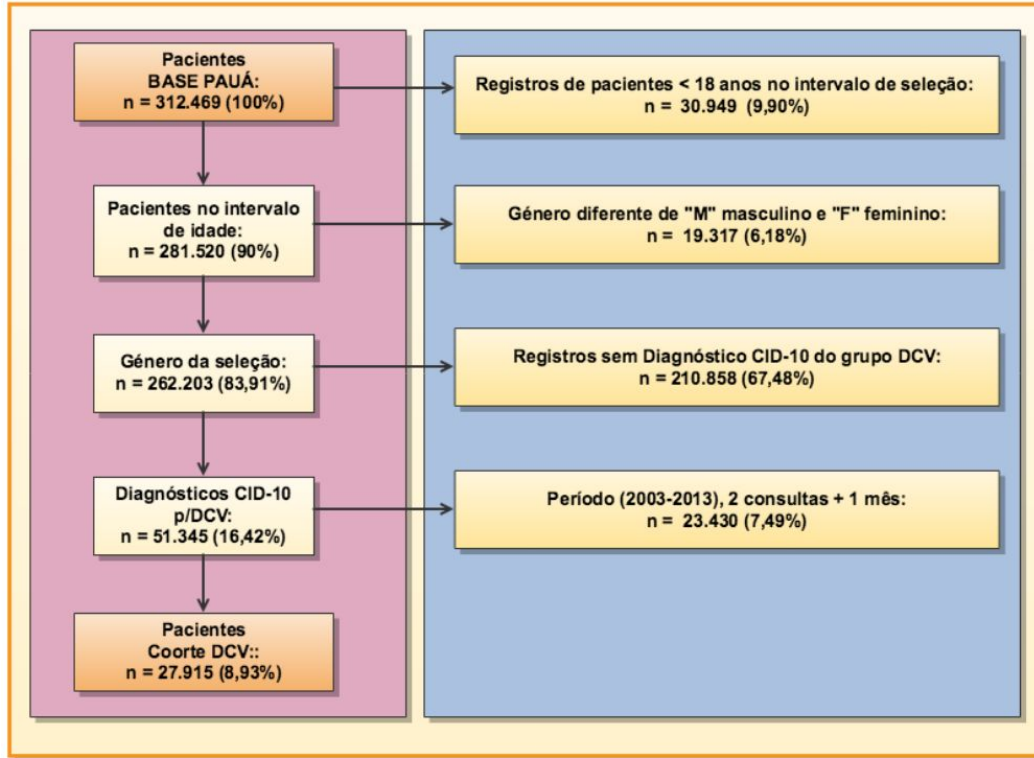 Pacientes
BASE PAUÁ:
n = 312.469 (100%)
Registros de pacientes < 18 anos no intervalo de seleção:
n = 30.949 (9,90%)
Pacientes no intervalo
de idade:
n = 281.520 (90%)
Género diferente de "M" masculino e "F" feminino:
n = 19.317 (6,18%)
Género da seleção:
n = 262.203 (83,91%)
Registros sem Diagnóstico CID-10 do grupo DCV:
n = 210.858 (67,48%)
Diagnósticos CID-10
p/DCV:
n = 51.345 (16,42%)
Período (2003-2013), 2 consultas + 1 mês:
n = 23.430 (7,49%)
Pacientes
Coorte DCV::
n = 27.915 (8,93%)